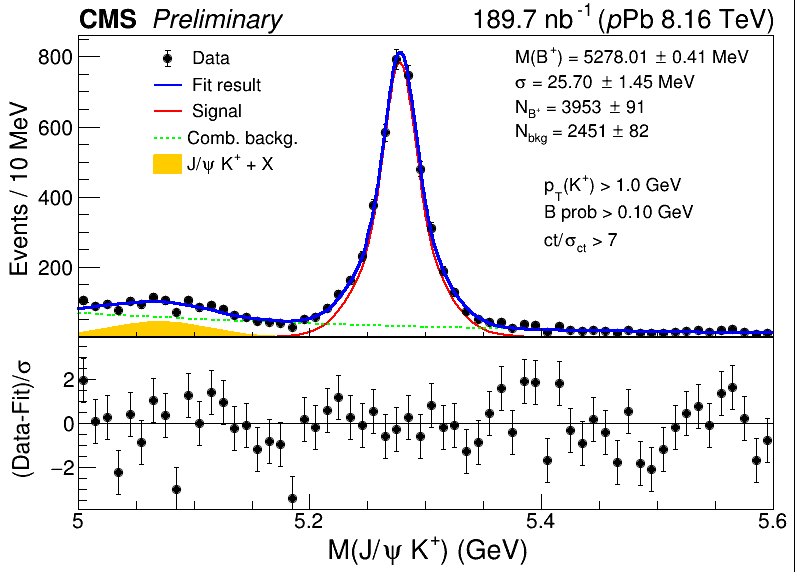 CMS Preliminary 189.7 nb⁻¹ (pPb 8.16 TeV)
Events / 10 MeV
800
600
400
200
Data
Fit result
Signal
Comb. backg.
J/ψ K⁺ + X
M(B⁺) = 5278.01 ± 0.41 MeV
σ = 25.70 ± 1.45 MeV
N_B⁺ = 3953 ± 91
N_bkg = 2451 ± 82
p_T(K⁺) > 1.0 GeV
B prob > 0.10 GeV
ct/σ_ct > 7
(Data-Fit)/σ
2
0
−2
5 5.2 5.4 5.6
M(J/ψ K⁺) (GeV)